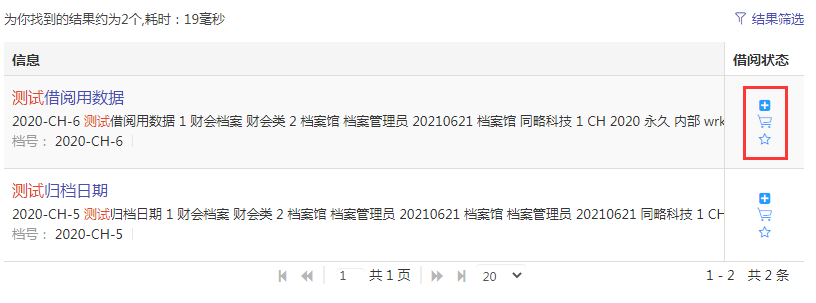 为你找到的结果约为2个,耗时：19毫秒 结果筛选
信息 借阅状态
测试借阅用数据
2020-CH-6 测试借阅用数据 1 财会档案 财会类 2 档案馆 档案管理员 20210621 档案馆 同略科技 1 CH 2020 永久 内部 wrk
档号： 2020-CH-6
测试归档日期
2020-CH-5 测试归档日期 1 财会档案 财会类 2 档案馆 档案管理员 20210621 档案馆 档案管理员 20210621 同略科技 1 CH
档号： 2020-CH-5
1 共 1 页 20 1 - 2 共 2 条